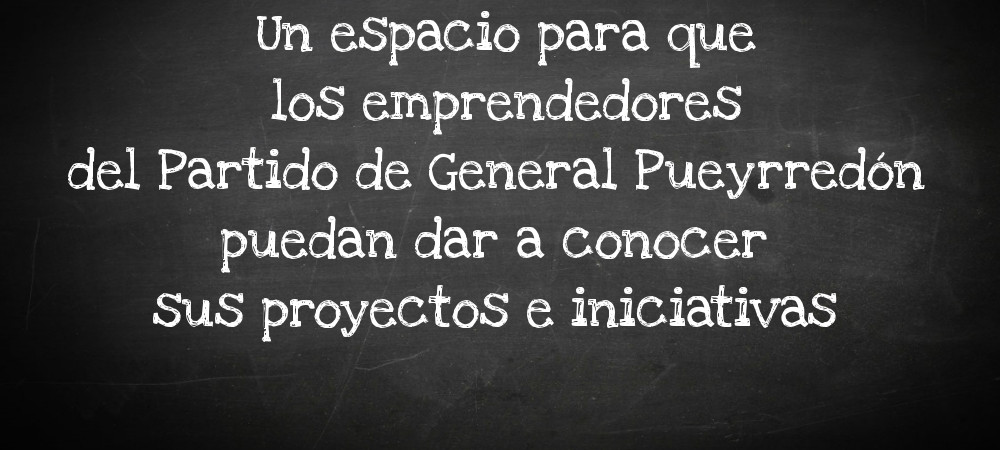 Un espacio para que
los emprendedores
del Partido de General Pueyrredón
puedan dar a conocer
sus proyectos e iniciativas